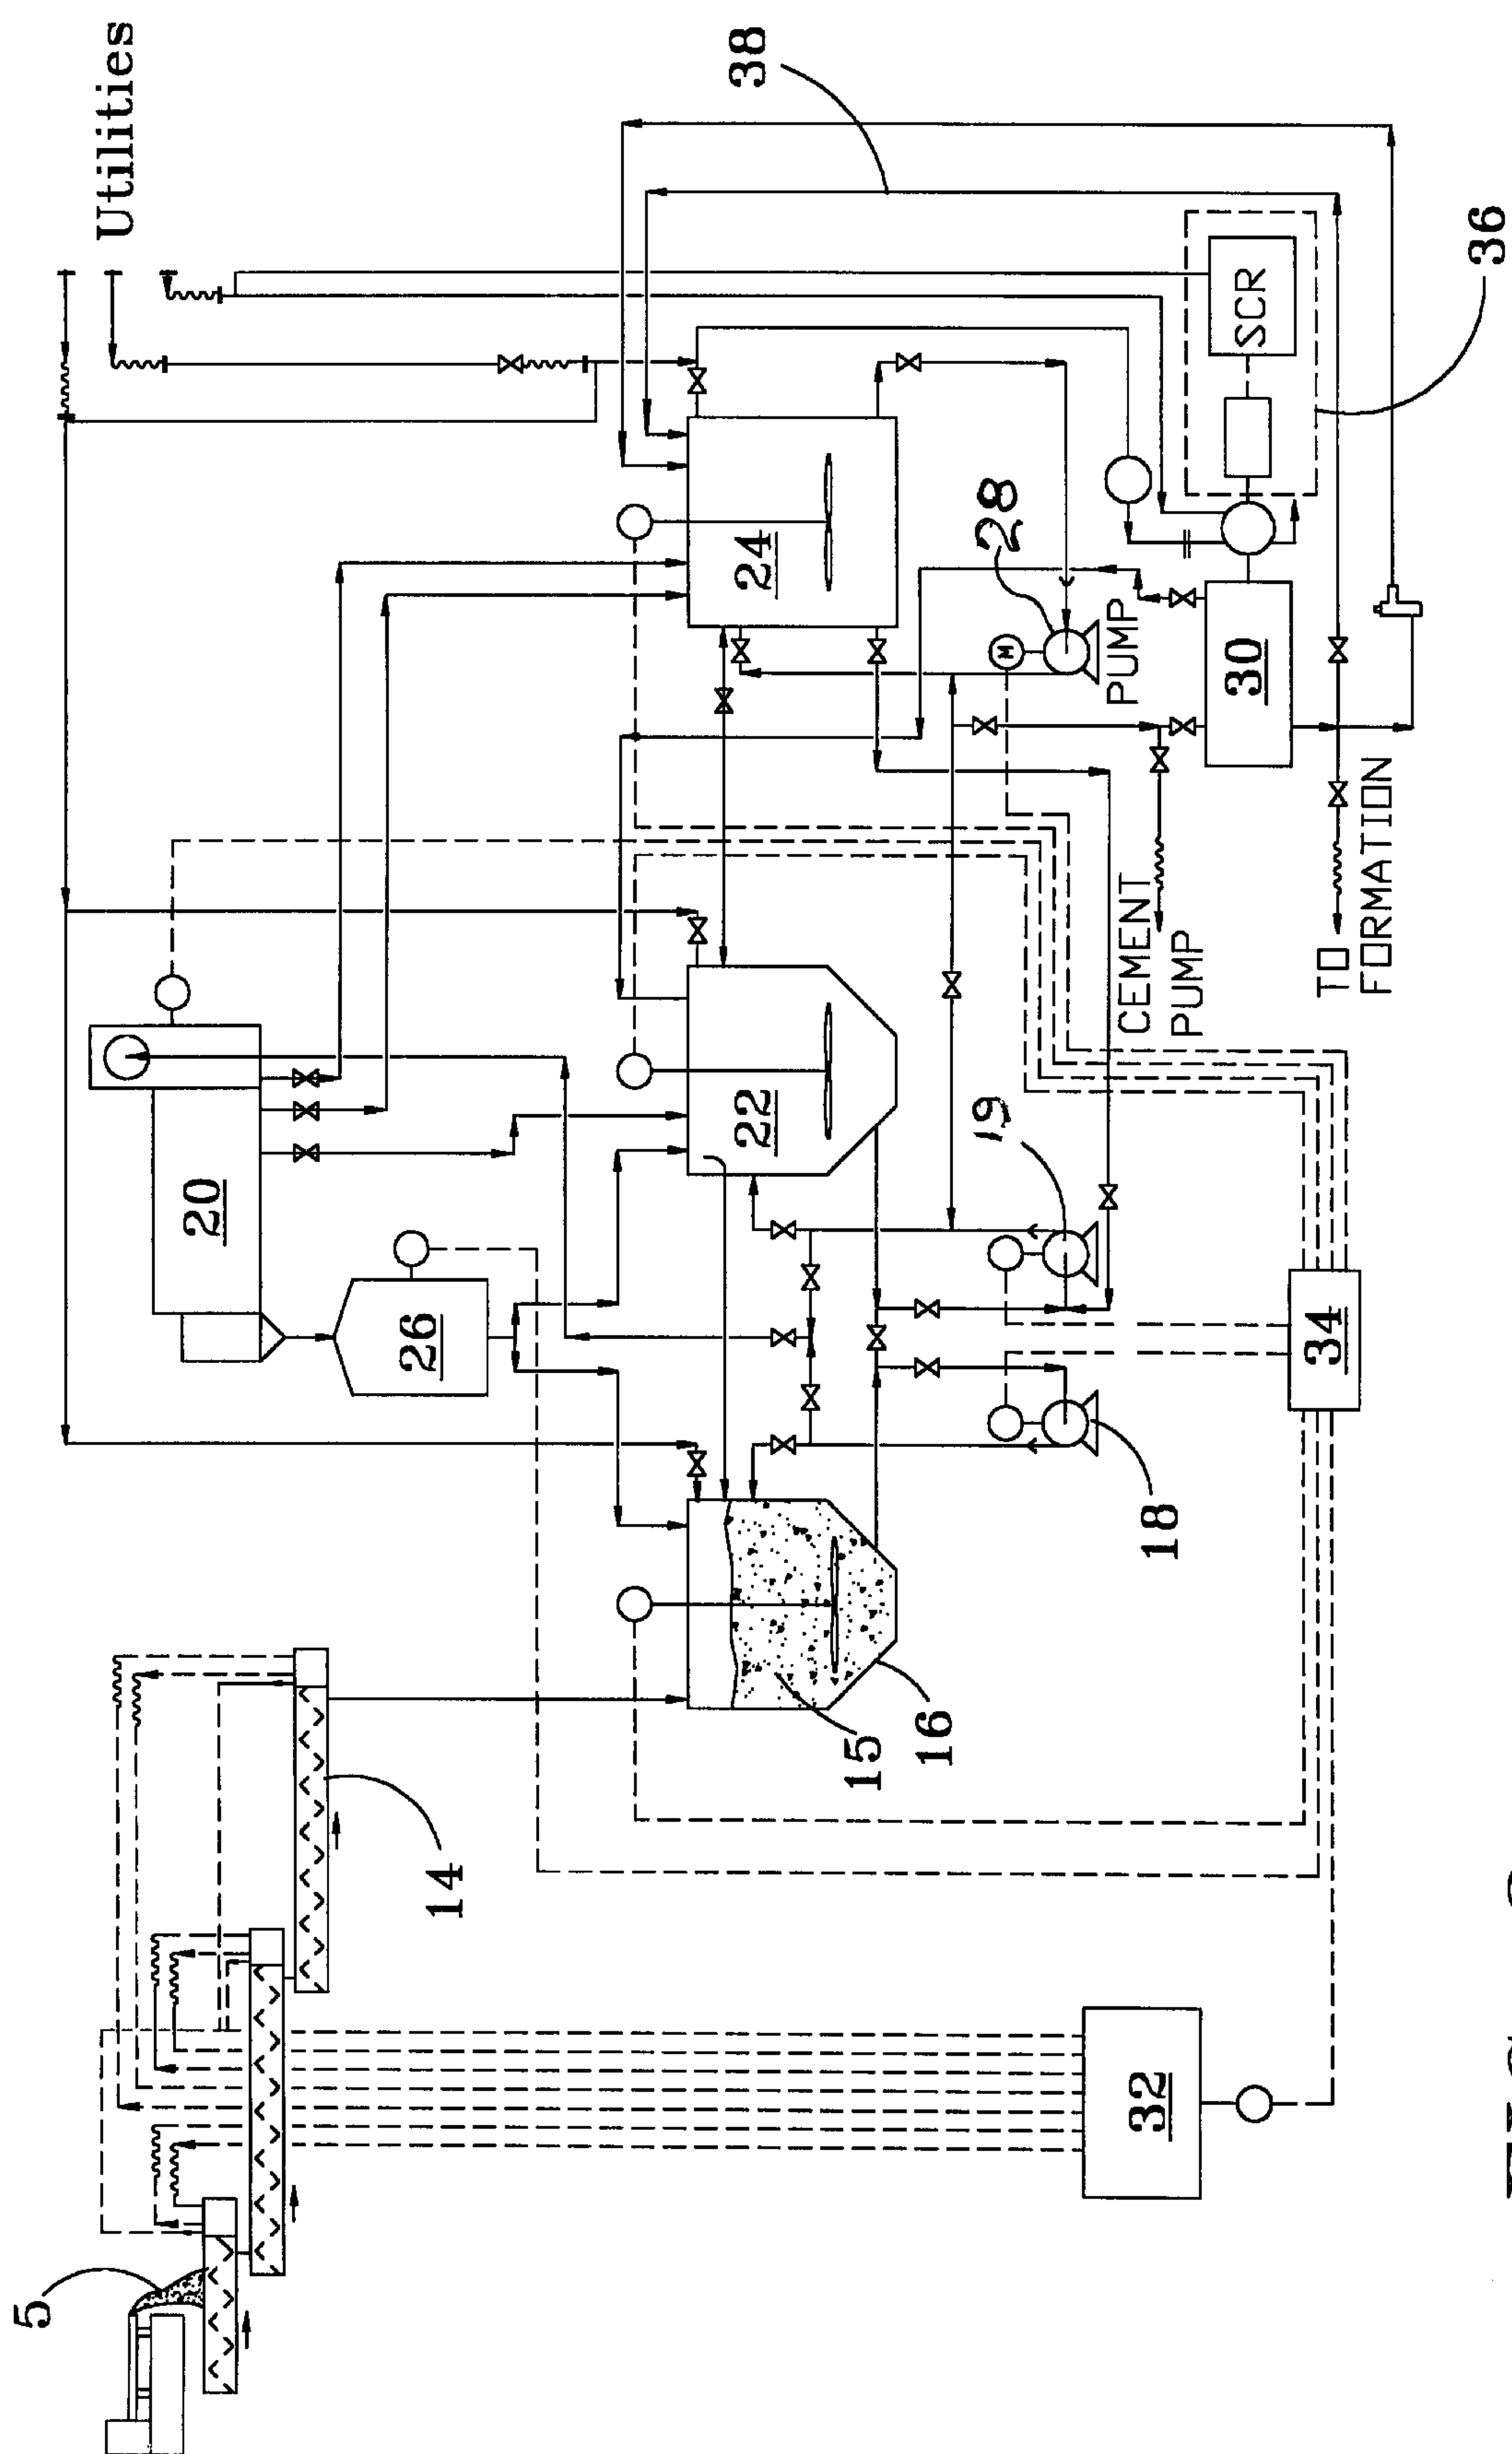 5
Utilities
20
26
14
22
24
38
15
16
19
28
PUMP
CEMENT
PUMP
18
32
30
SCR
34
TO
FORMATION
36